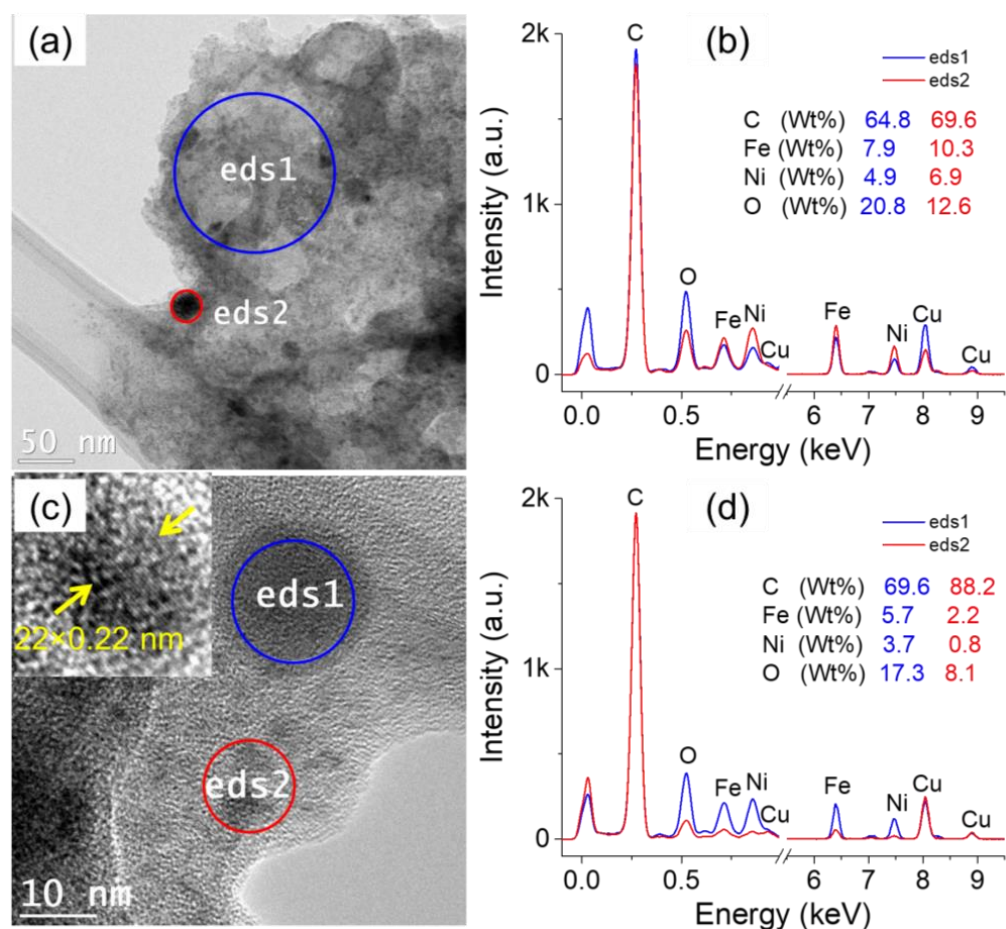 (a)
eds1
eds2
50 nm
(b)
2k
1k
0
Intensity (a.u.)
C
O
Fe
Ni
Cu
Fe
Ni
Cu
Cu
eds1
eds2
C (Wt%) 64.8 69.6
Fe (Wt%) 7.9 10.3
Ni (Wt%) 4.9 6.9
O (Wt%) 20.8 12.6
0.0 0.5 6 7 8 9
Energy (keV)
(c)
22×0.22 nm
eds1
eds2
10 nm
(d)
2k
1k
0
Intensity (a.u.)
C
O
Fe
Ni
Cu
Fe
Ni
Cu
Cu
eds1
eds2
C (Wt%) 69.6 88.2
Fe (Wt%) 5.7 2.2
Ni (Wt%) 3.7 0.8
O (Wt%) 17.3 8.1
0.0 0.5 6 7 8 9
Energy (keV)